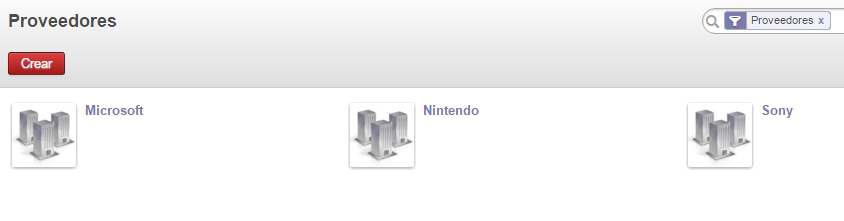 Proveedores
Proveedores x
Crear
Microsoft
Nintendo
Sony